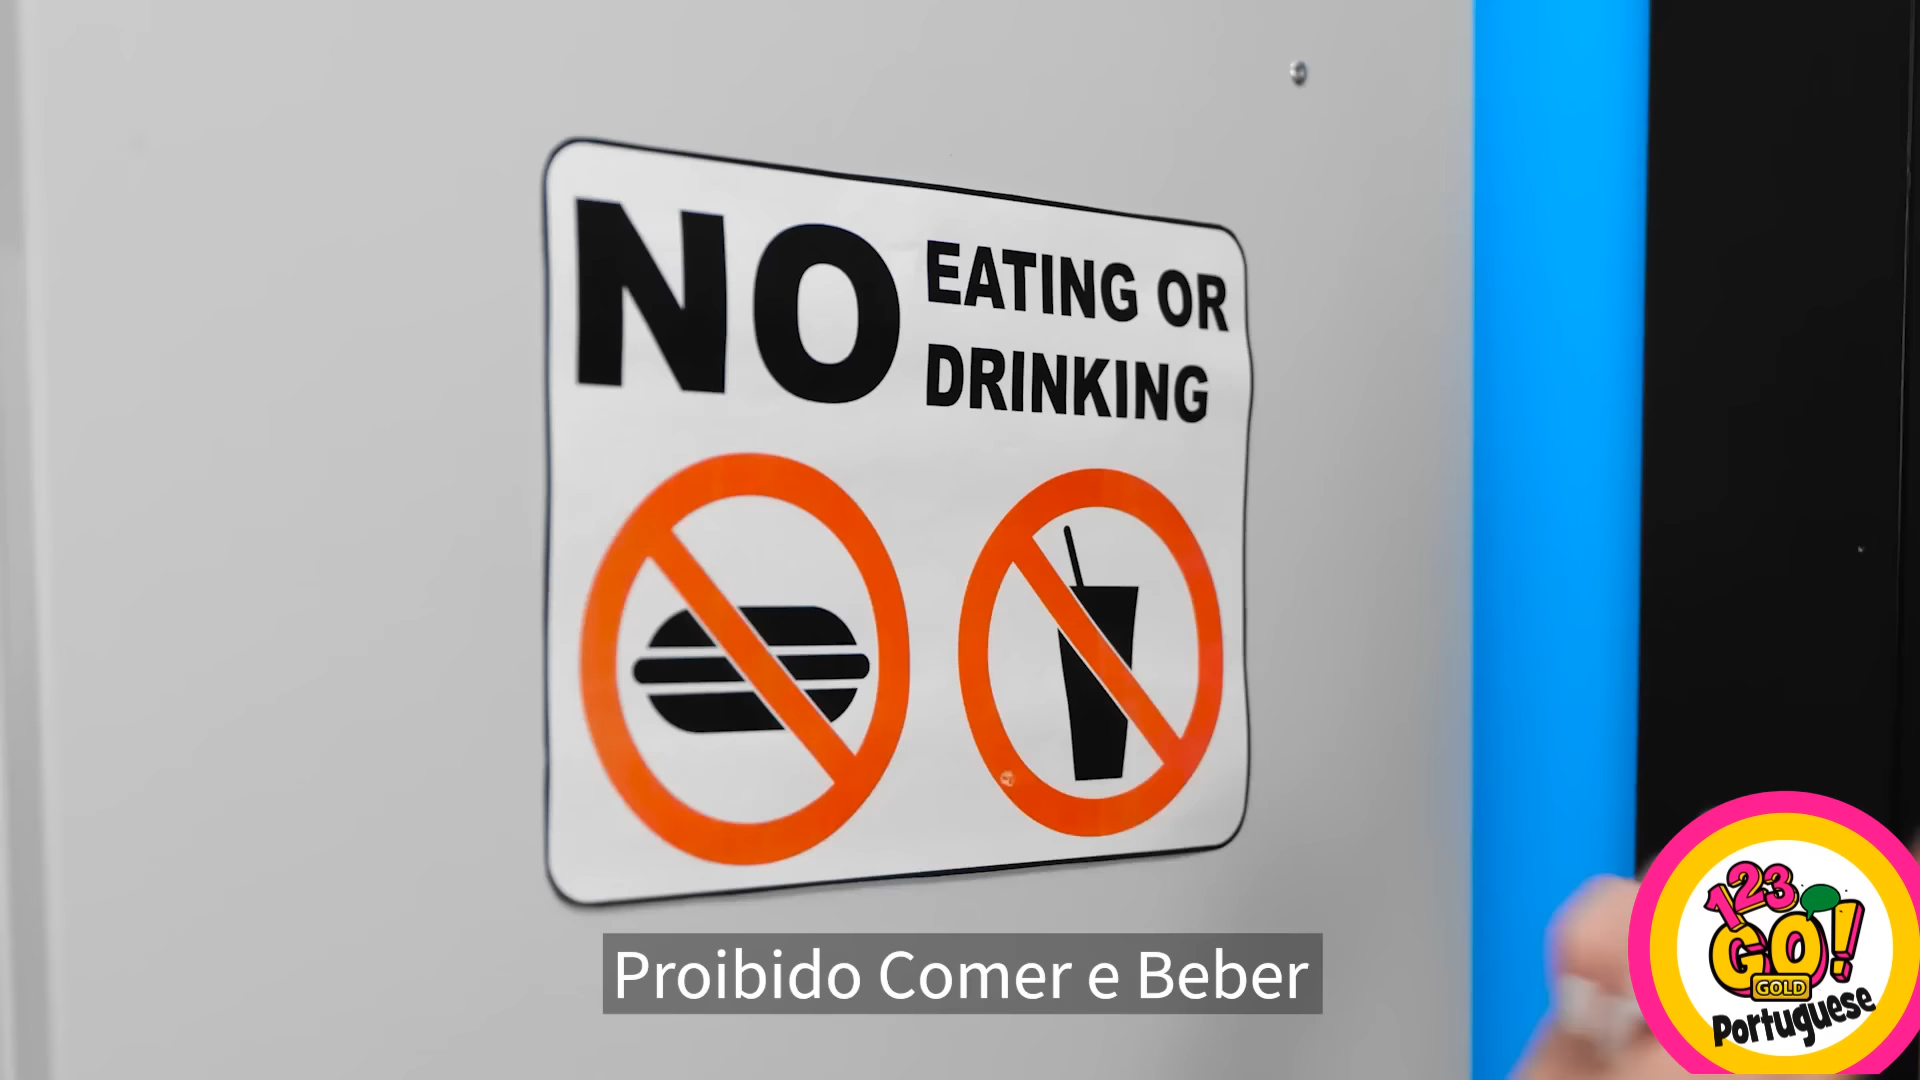 NO EATING OR
DRINKING
Proibido Comer e Beber
123
GO!
GOLD
Portuguese